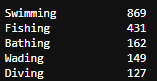 Swimming 869
Fishing 431
Bathing 162
Wading 149
Diving 127